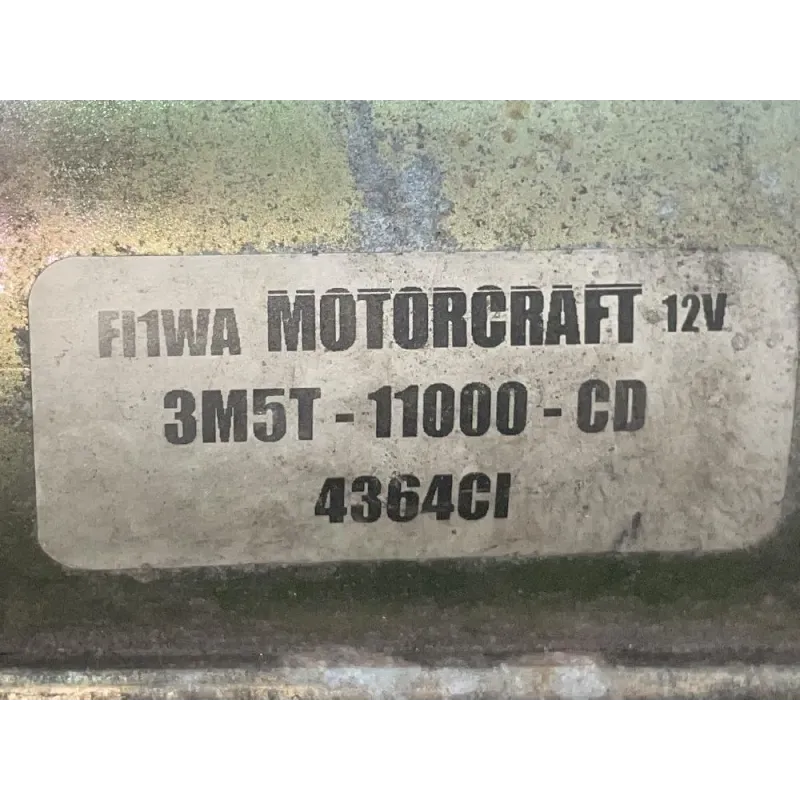 FI1WA MOTORCRAFT 12V
3M5T - 11000 - CD
4364CI